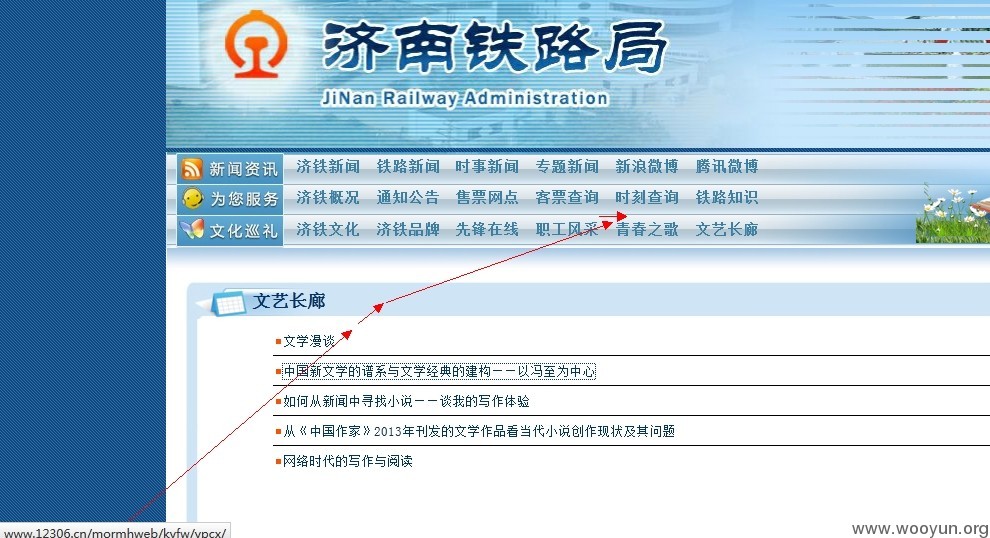 济南铁路局
JiNan Railway Administration
新闻资讯 济铁新闻 铁路新闻 时事新闻 专题新闻 新浪微博 腾讯微博
为您服务 济铁概况 通知公告 售票网点 客票查询 时刻查询 铁路知识
文化巡礼 济铁文化 济铁品牌 先锋在线 职工风采 青春之歌 文艺长廊
文艺长廊
文学漫谈
中国新文学的谱系与文学经典的建构－－以冯至为中心
如何从新闻中寻找小说－－谈我的写作体验
从《中国作家》2013年刊发的文学作品看当代小说创作现状及其问题
网络时代的写作与阅读
www.12306.cn/mormhweb/kyfw/ypcx/
www.wooyun.org